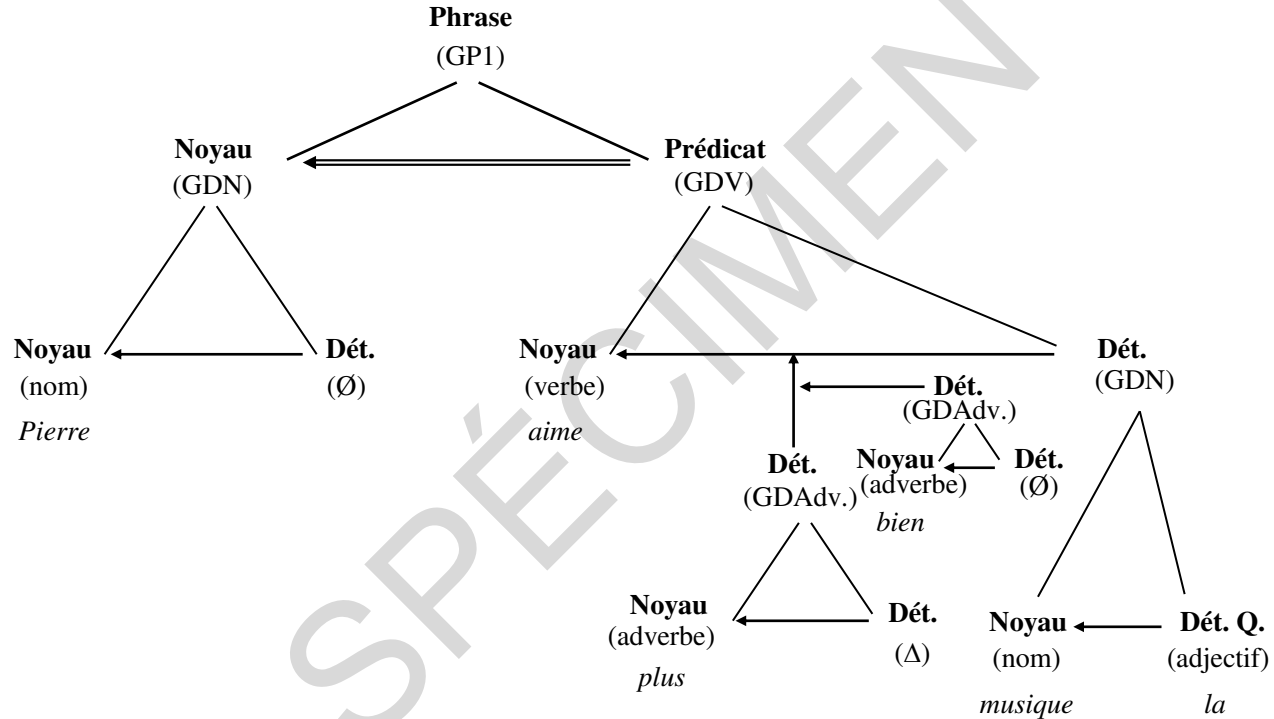 Phrase
(GP1)
Noyau
(GDN)
Prédicat
(GDV)
Noyau
(nom)
Pierre
Dét.
(Ø)
Noyau
(verbe)
aime
Dét.
(GDN)
Dét.
(GDAdv.)
Noyau
(adverbe)
bien
Dét.
(Ø)
Dét.
(GDAdv.)
Noyau
(adverbe)
plus
Dét.
(Δ)
Noyau
(nom)
musique
Dét. Q.
(adjectif)
la
SPÉCIMEN